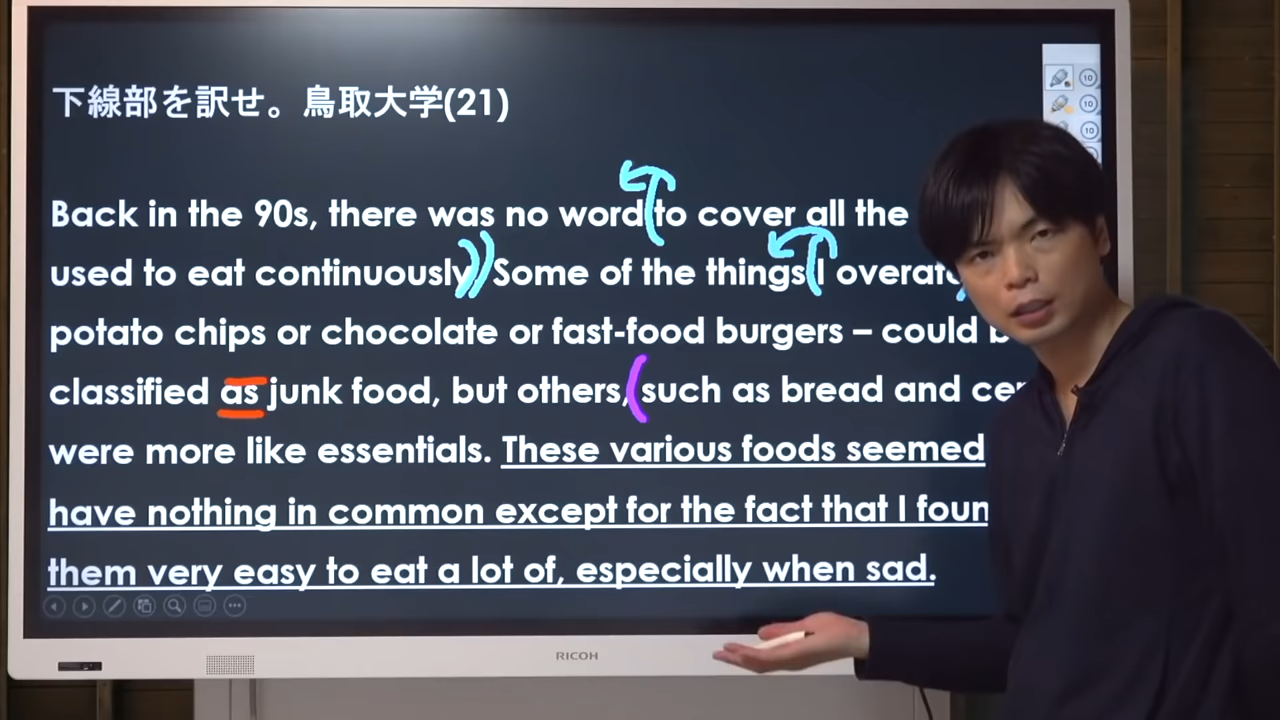 下線部を訳せ。鳥取大学(21)
Back in the 90s, there was no word to cover all the
used to eat continuously. Some of the things I overate
potato chips or chocolate or fast-food burgers – could
classified as junk food, but others, such as bread and
were more like essentials. These various foods seemed
have nothing in common except for the fact that I
them very easy to eat a lot of, especially when sad.
RICOH
10
10
10